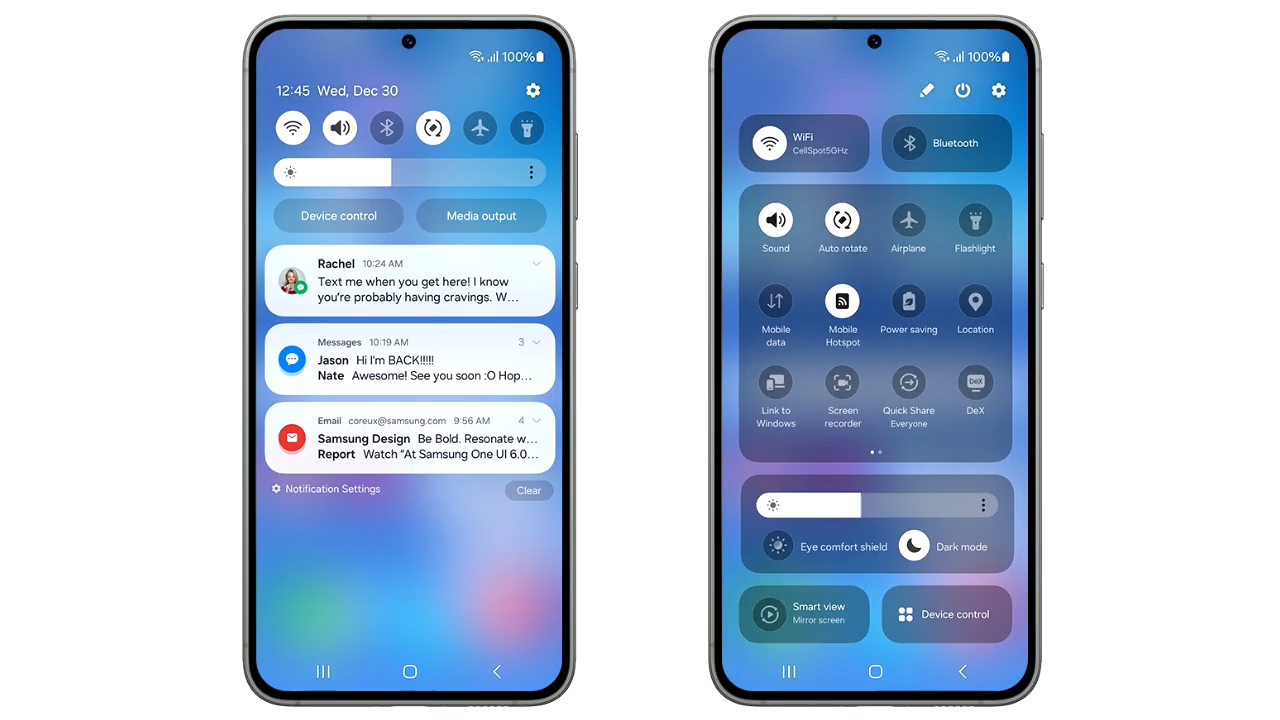 100%
12:45 Wed, Dec 30
Device control Media output
Rachel 10:24 AM
Text me when you get here! I know
you're probably having cravings. W...
Messages 10:19 AM 3
Jason Hi I'm BACK!!!!!
Nate Awesome! See you soon :O Hop...
Email coreux@samsung.com 9:56 AM 4
Samsung Design Be Bold. Resonate w...
Report Watch “At Samsung One UI 6.0...
Notification Settings Clear
100%
WiFi
CellSpot5GHz
Bluetooth
Sound Auto rotate Airplane Flashlight
Mobile data
Mobile Hotspot
Power saving
Location
Link to Windows
Screen recorder
Quick Share
Everyone
DeX
DeX
Eye comfort shield Dark mode
Smart view
Mirror screen
Device control